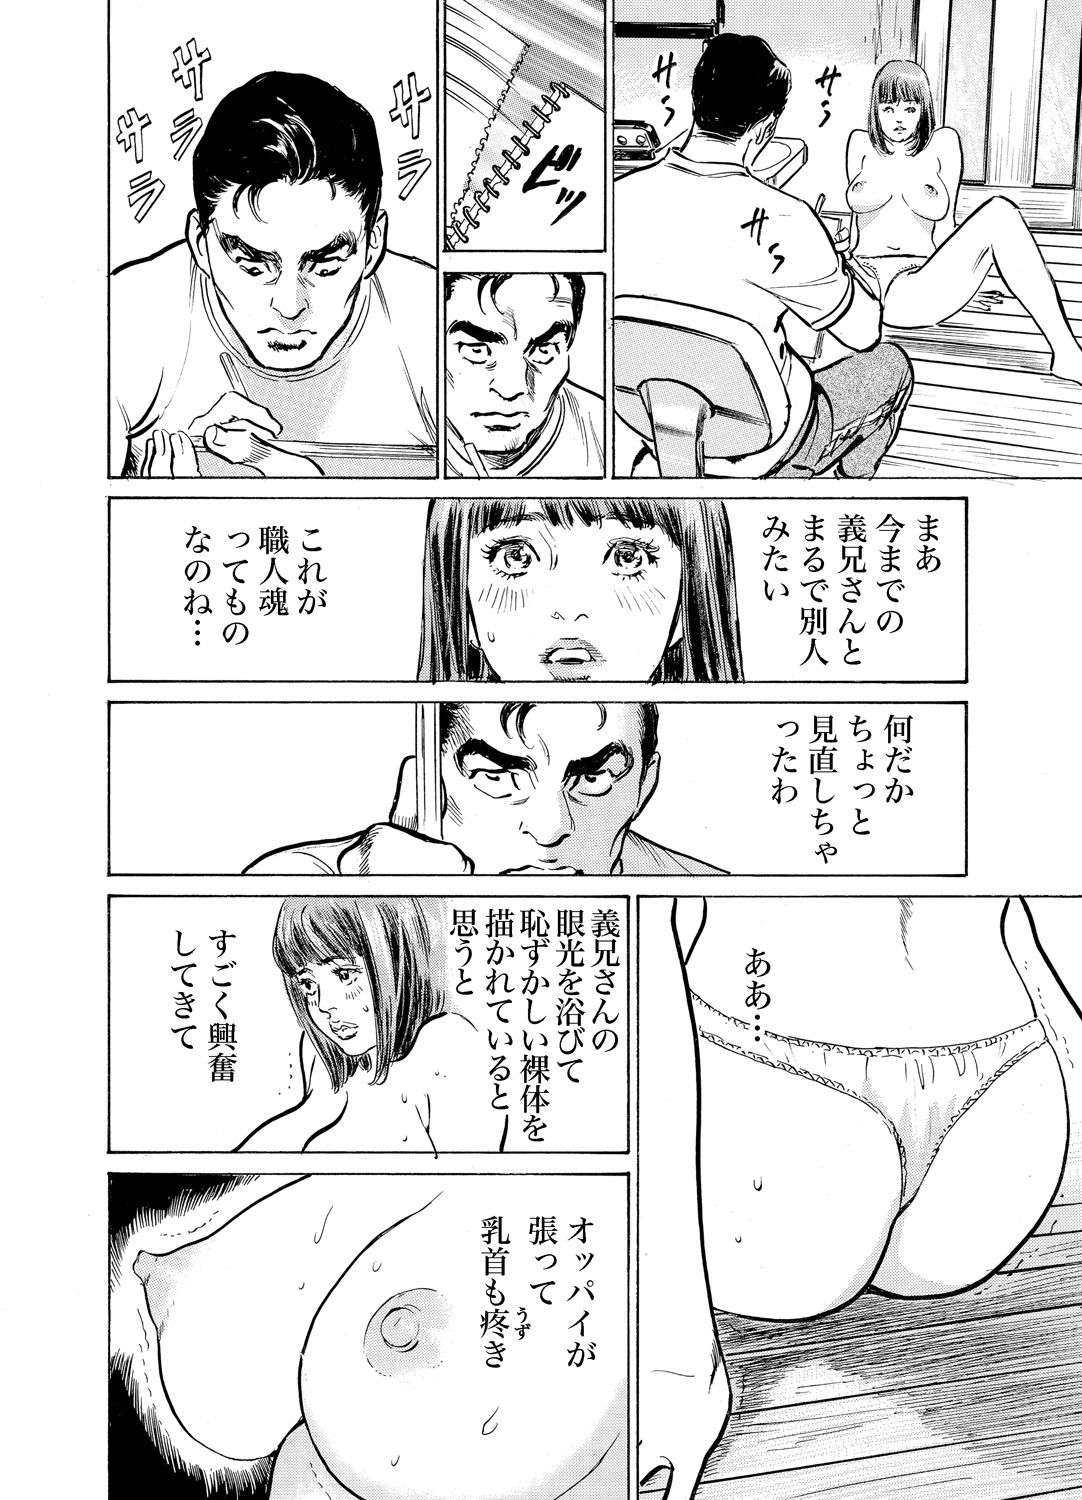 サラ
サラ
サラ
ビッ
サラ
サラ
サラ
まあ
今までの
義兄さんと
まるで別人
みたい
これが
職人魂
ってもの
なのね…
何だか
ちょっと
見直しちゃ
ったわ
ああ…
義兄さんの
眼光を浴びて
恥ずかしい裸体を
描かれていると
思うと
すごく興奮
してきて
オッパイが
張って
乳首も疼き
うず